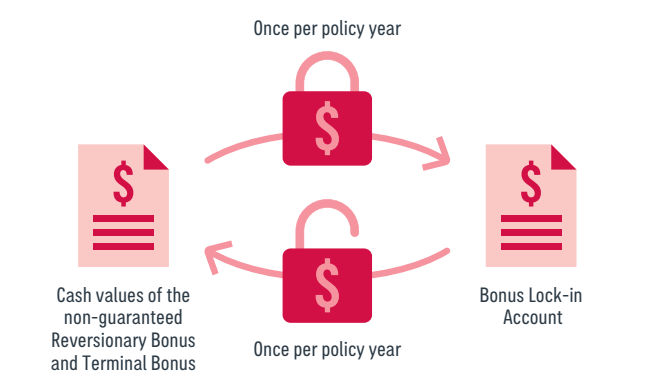 Once per policy year
$
$
$
Cash values of the
non-guaranteed
Reversionary Bonus
and Terminal Bonus
Bonus Lock-in
Account
$
Once per policy year